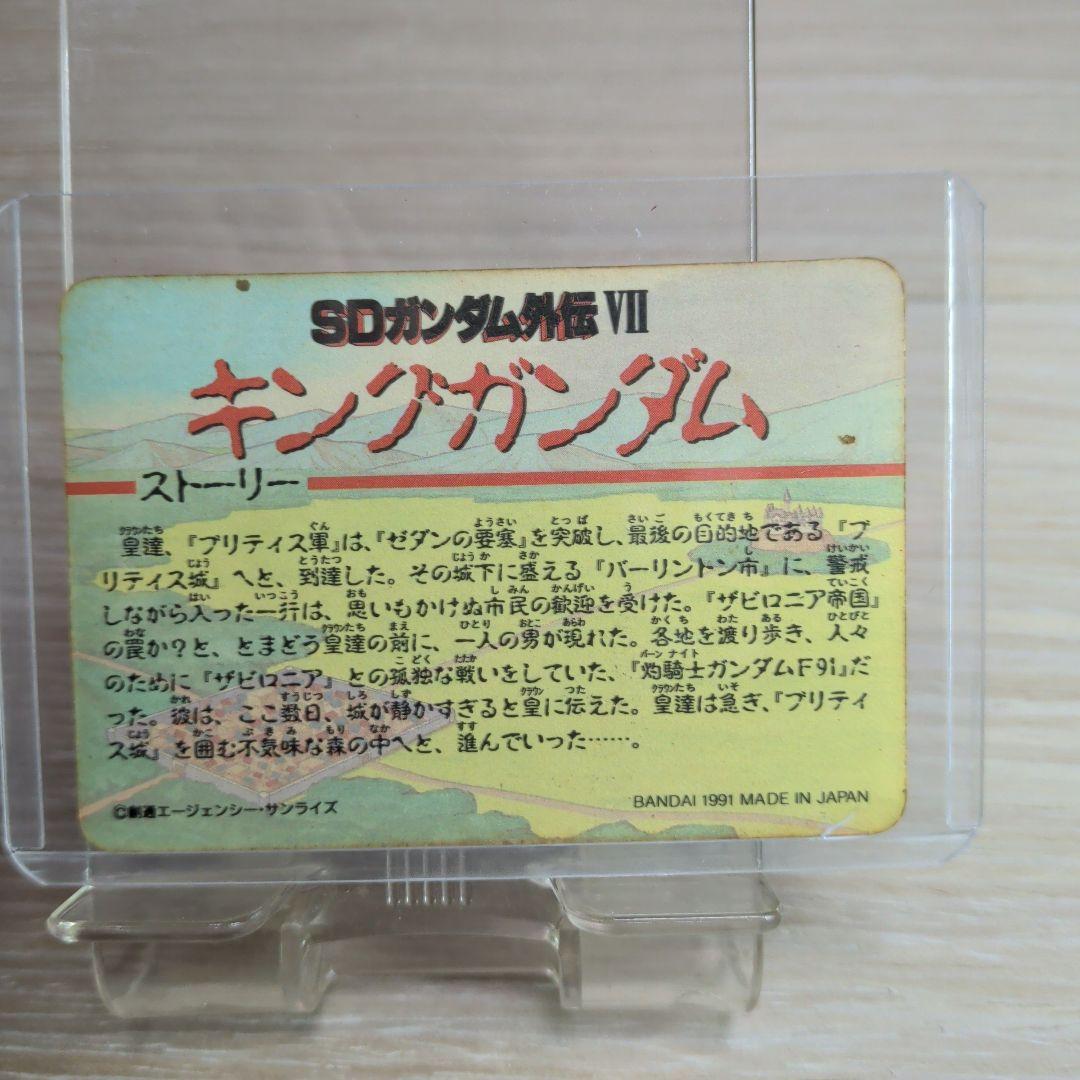 SDガンダム外伝 VII
キングガンダム
ストーリー
皇達、『ブリティス軍』は、『ゼダンの要塞』を突破し、最後の目的地である『ブ
リティス城』へと、到達した。その城下に盛える『バーリントン市』に、警戒
しながら入った一行は、思いもかけぬ市民の歓迎を受けた。『ザビロニア帝国』
の罠か?と、とまどう皇達の前に、一人の男が現れた。各地を渡り歩き、人々
のために『ザビロニア』との孤独な戦いをしていた、『灼騎士ガンダムF9i』だ
った。彼は、ここ数日、城が静かすぎると皇に伝えた。皇達は急ぎ、『ブリティ
ス城』を囲む不気味な森の中へと、進んでいった……。
©創通エージェンシー・サンライズ
BANDAI 1991 MADE IN JAPAN